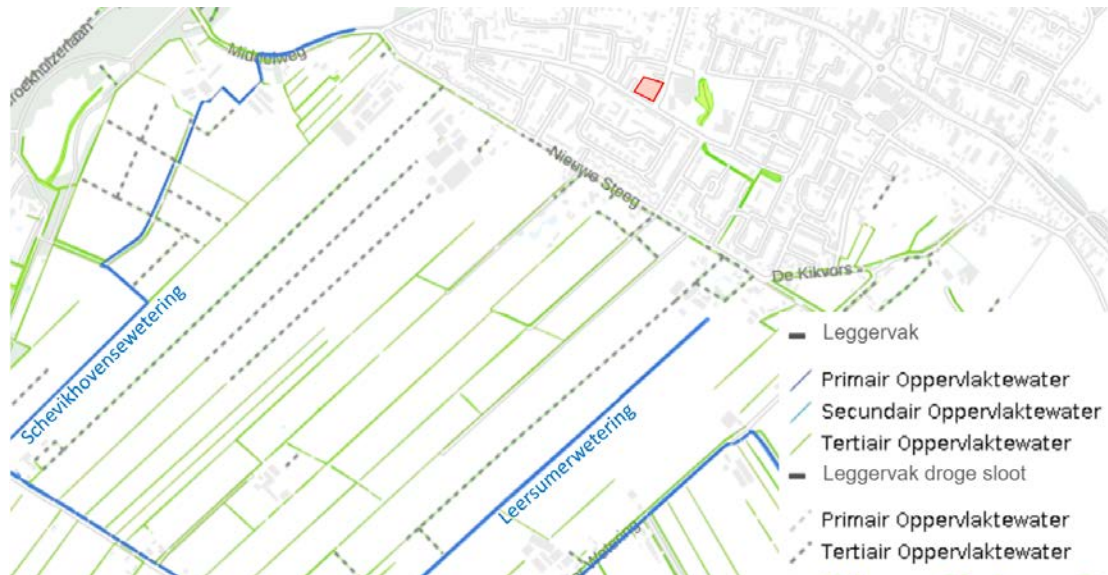 Middelweg
Nieuwe Steeg
De Kikvors
Schevikhovensewetering
Leersumerwetering
Wetering
Leggervak
Primair Oppervlaktewater
Secundair Oppervlaktewater
Tertiair Oppervlaktewater
Leggervak droge sloot
Primair Oppervlaktewater
Tertiair Oppervlaktewater